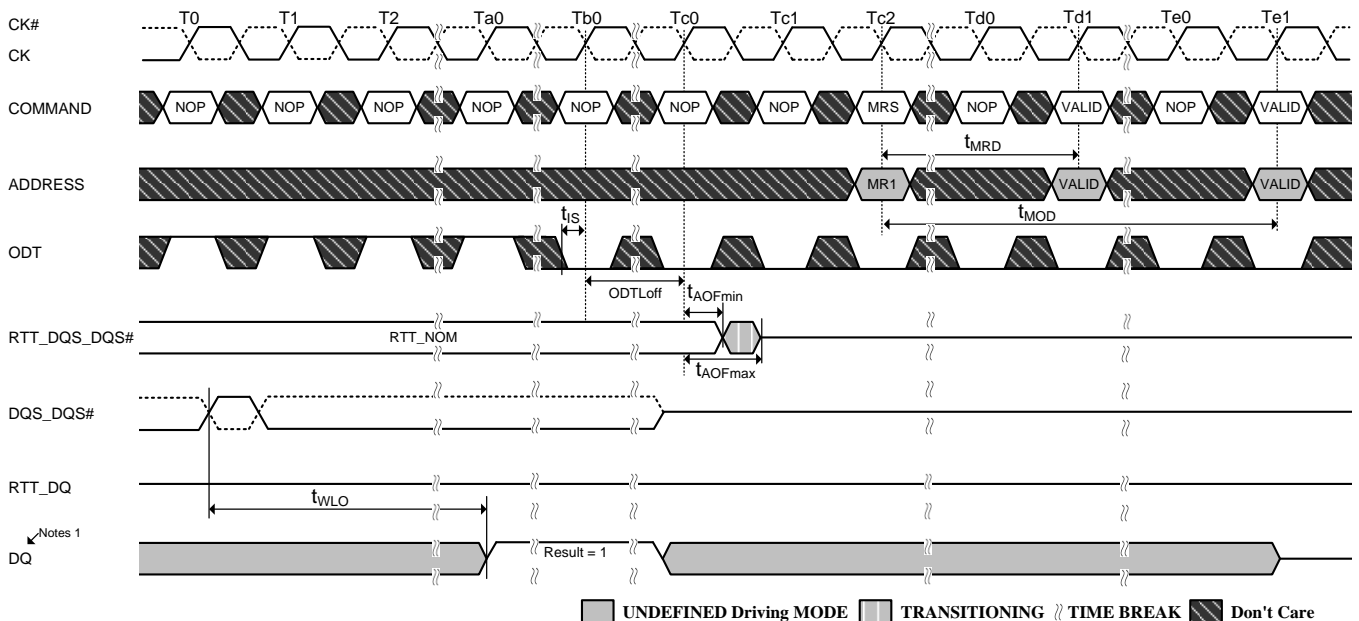 CK#
T0 T1 T2 Ta0 Tb0 Tc0 Tc1 Tc2 Td0 Td1 Te0 Te1
CK
COMMAND NOP NOP NOP NOP NOP NOP NOP MRS NOP VALID NOP VALID
tMRD
ADDRESS MR1 VALID VALID
tIS tMOD
ODT
ODTLoff tAOFmin
RTT_DQS_DQS# RTT_NOM
tAOFmax
DQS_DQS#
RTT_DQ
tWLO
Notes 1
DQ Result = 1
UNDEFINED Driving MODE TRANSITIONING TIME BREAK Don't Care